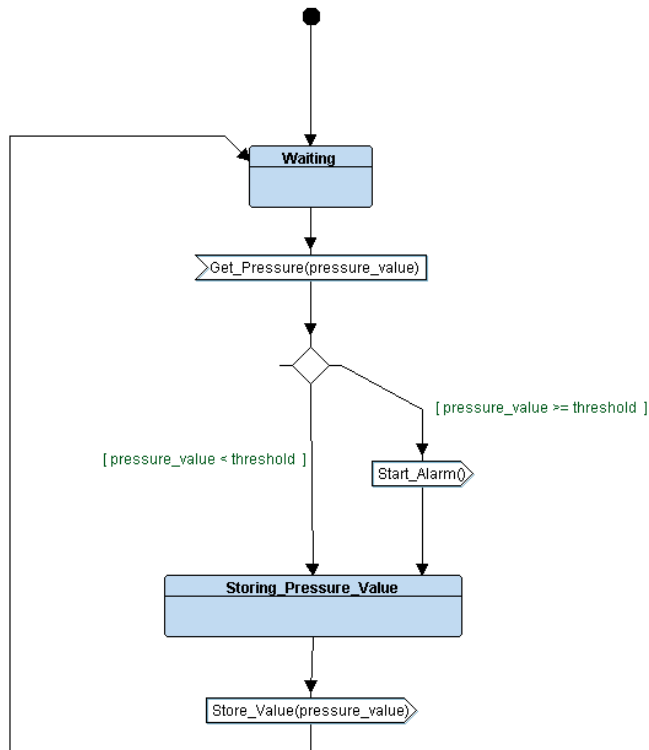 Waiting
Get_Pressure(pressure_value)
[ pressure_value >= threshold ]
[ pressure_value < threshold ]
Start_Alarm()
Storing_Pressure_Value
Store_Value(pressure_value)